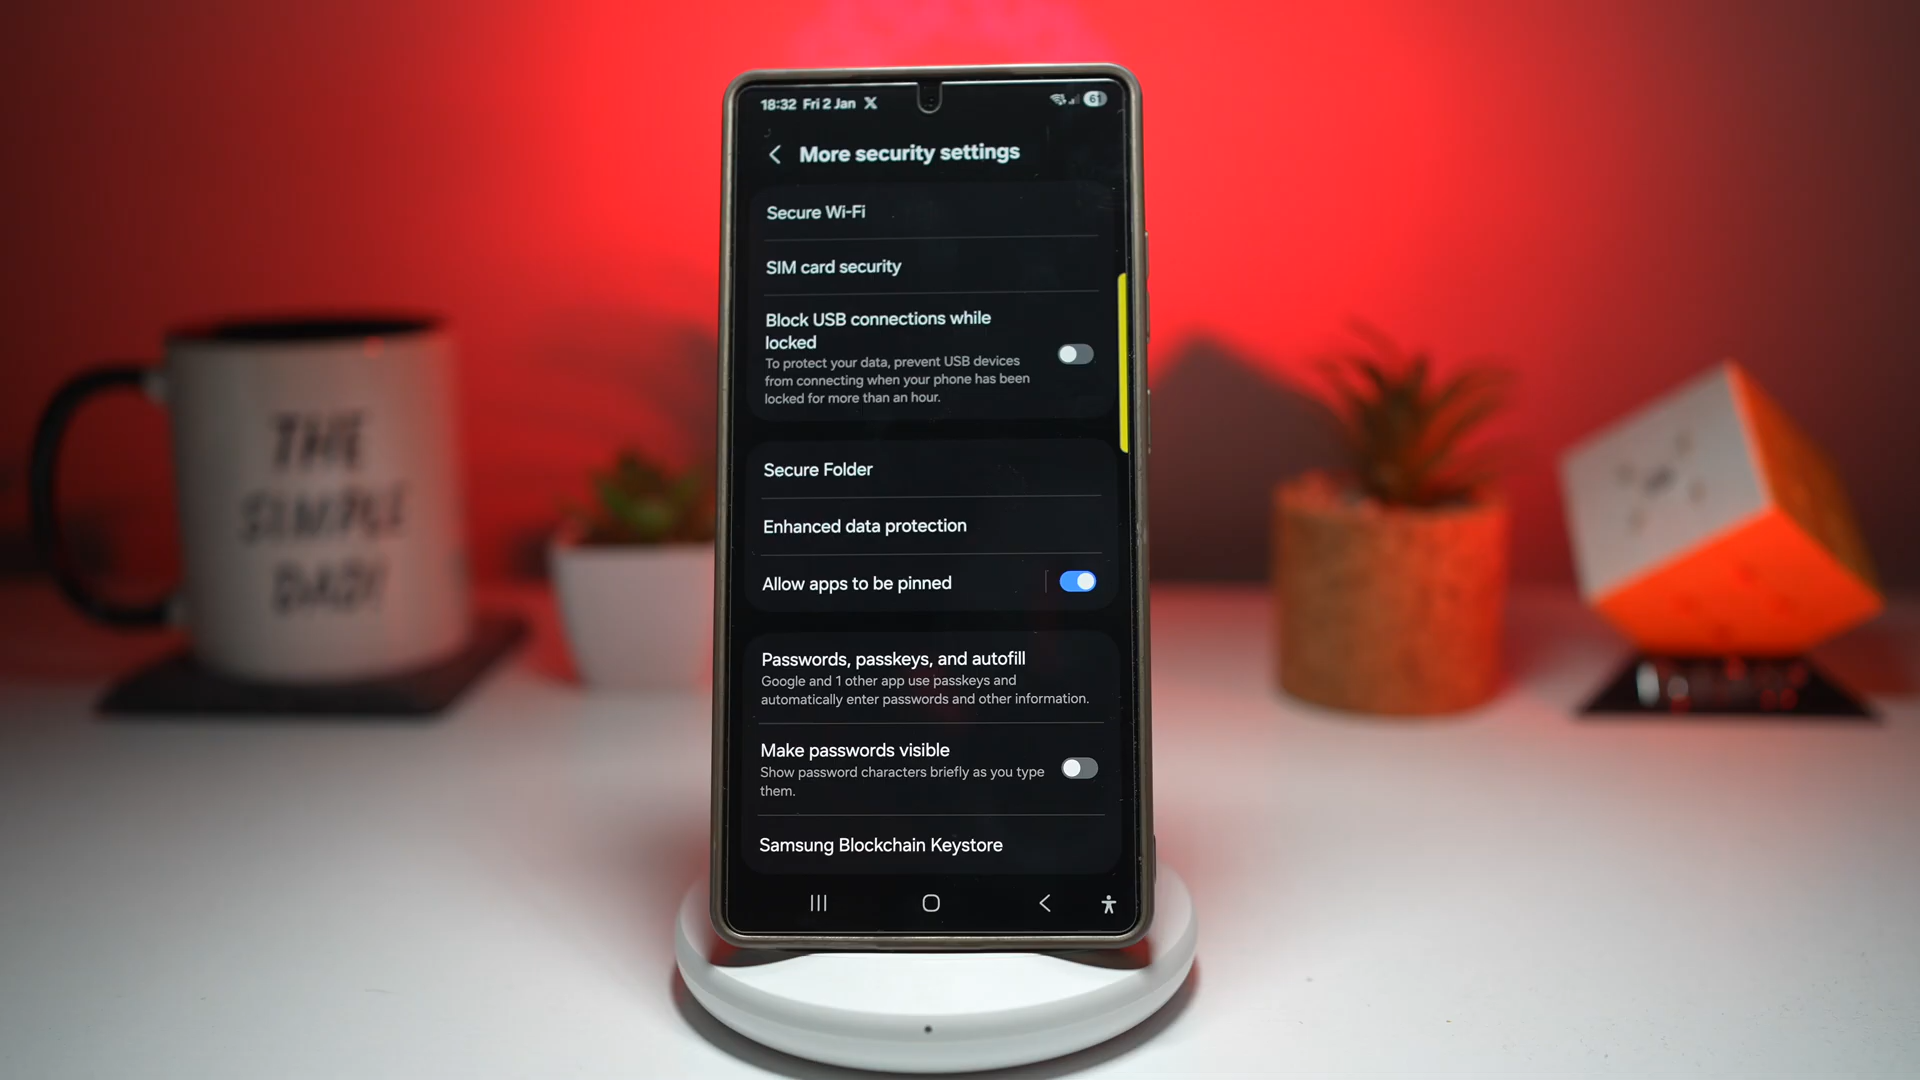 18:32 Fri 2 Jan X
61
More security settings
Secure Wi-Fi
SIM card security
Block USB connections while
locked
To protect your data, prevent USB devices
from connecting when your phone has been
locked for more than an hour.
Secure Folder
Enhanced data protection
Allow apps to be pinned
Passwords, passkeys, and autofill
Google and 1 other app use passkeys and
automatically enter passwords and other information.
Make passwords visible
Show password characters briefly as you type
them.
Samsung Blockchain Keystore
THE
SIMPLE
DAD!